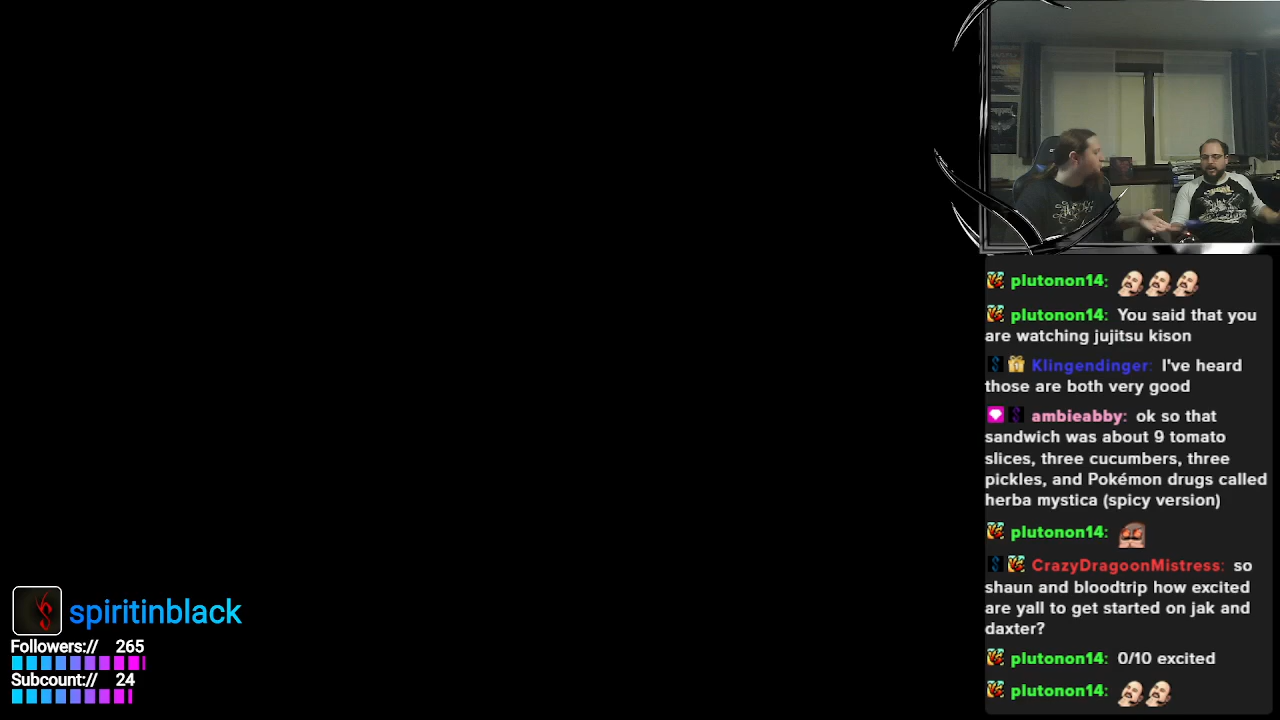 plutonon14:
plutonon14: You said that you
are watching jujitsu kison
Klingendinger: I've heard
those are both very good
ambieabby: ok so that
sandwich was about 9 tomato
slices, three cucumbers, three
pickles, and Pokémon drugs called
herba mystica (spicy version)
plutonon14:
CrazyDragoonMistress: so
shaun and bloodtrip how excited
are yall to get started on jak and
daxter?
plutonon14: 0/10 excited
plutonon14:
spiritinblack
Followers:// 265
Subcount:// 24